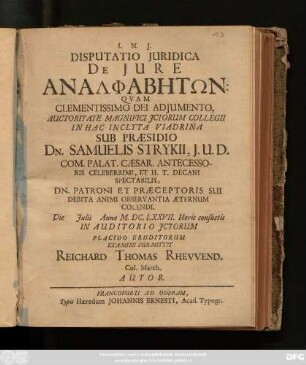 I. N. J.
DISPUTATIO JURIDICA
DE JURE
ΑΝΑΛΦΑΒΗΤΩΝ:
QVAM
CLEMENTISSIMO DEI ADJUMENTO,
AUCTORITATE MAGNIFICI JCTORUM COLLEGII
IN HAC INCLYTA VIADRINA
SUB PRÆSIDIO
DN. SAMUELIS STRYKII, J. U. D.
COM. PALAT. CÆSAR. ANTECESSO-
RIS CELEBERRIMI, ET H. T. DECANI
SPECTABILIS,
DN. PATRONI ET PRÆCEPTORIS SUI
DEBITA ANIMI OBSERVANTIA ÆTERNUM
COLENDI.
Die Julii Anno M. DC. LXXVII. Horis consuetis
IN AUDITORIO JCTORUM
PLACIDO ERUDITORUM
EXAMINI SUBMITTIT
REICHARD THOMAS RHEVVEND.
Col. March.
AUTOR.
FRANCOFURTI AD ODERAM,
Typis Hæredum JOHANNIS ERNESTI, Acad. Typogr.